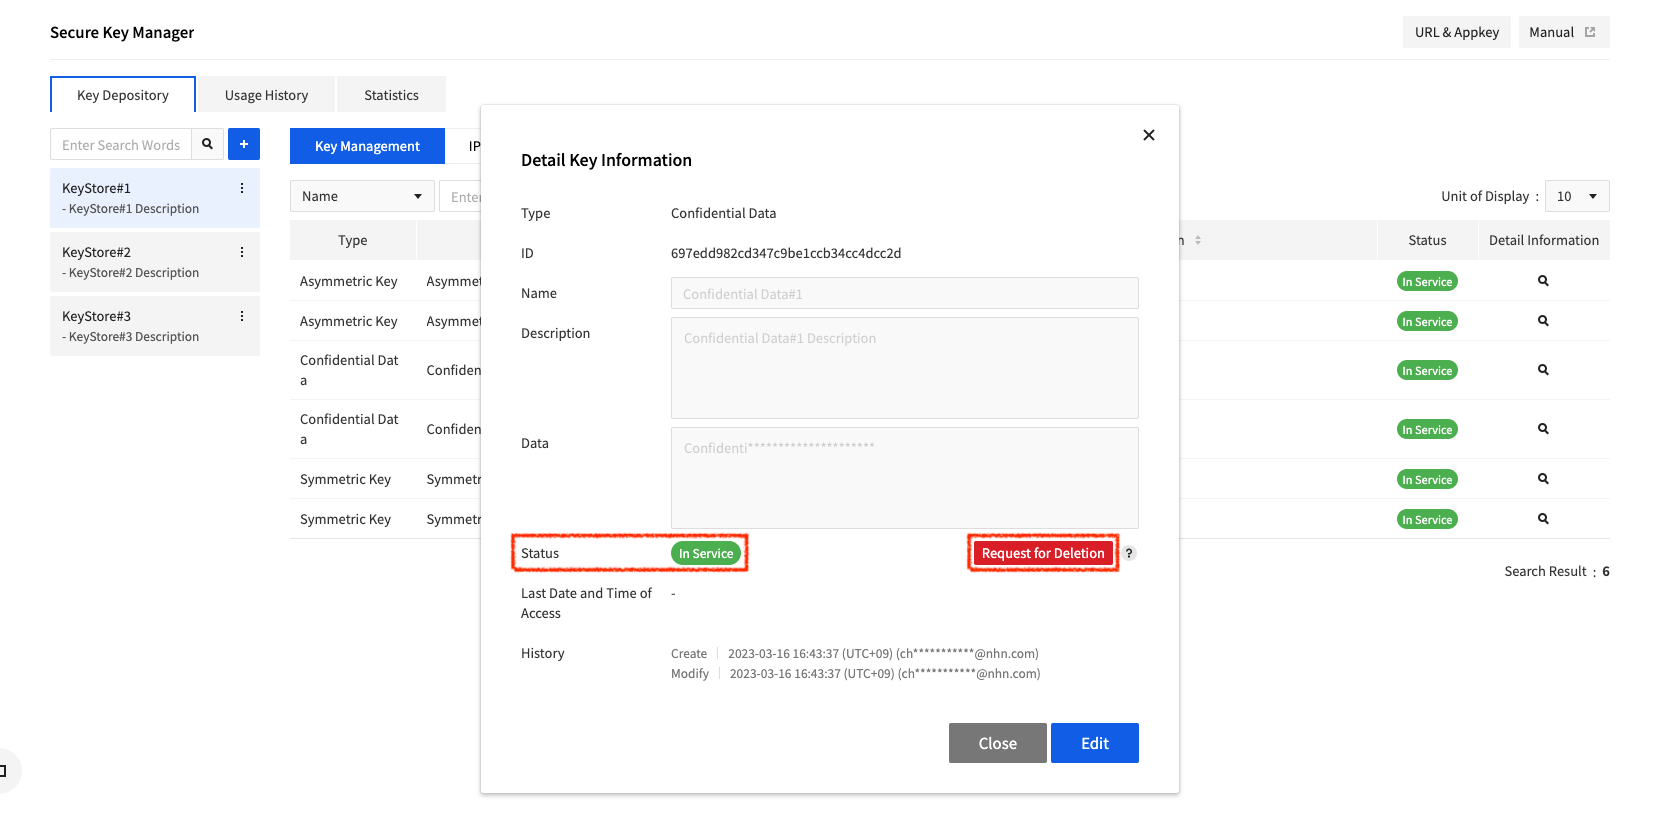 Secure Key Manager
URL & Appkey
Manual
Key Depository
Usage History
Statistics
Enter Search Words
+
KeyStore#1
- KeyStore#1 Description
KeyStore#2
- KeyStore#2 Description
KeyStore#3
- KeyStore#3 Description
Key Management
IP
Name
Enter
Unit of Display :
10
Type
Status
Detail Information
Asymmetric Key
Asymmet
In Service
Asymmetric Key
Asymmet
In Service
Confidential Dat
a
Confiden
In Service
Confidential Dat
a
Confiden
In Service
Symmetric Key
Symmetr
In Service
Symmetric Key
Symmetr
In Service
Search Result : 6
Detail Key Information
Type
Confidential Data
ID
697edd982cd347c9be1ccb34cc4dcc2d
Name
Confidential Data#1
Description
Confidential Data#1 Description
Data
Confidenti*********************
Status
In Service
Request for Deletion
?
Last Date and Time of
Access
-
History
Create
2023-03-16 16:43:37 (UTC+09) (ch***********@nhn.com)
Modify
2023-03-16 16:43:37 (UTC+09) (ch***********@nhn.com)
Close
Edit